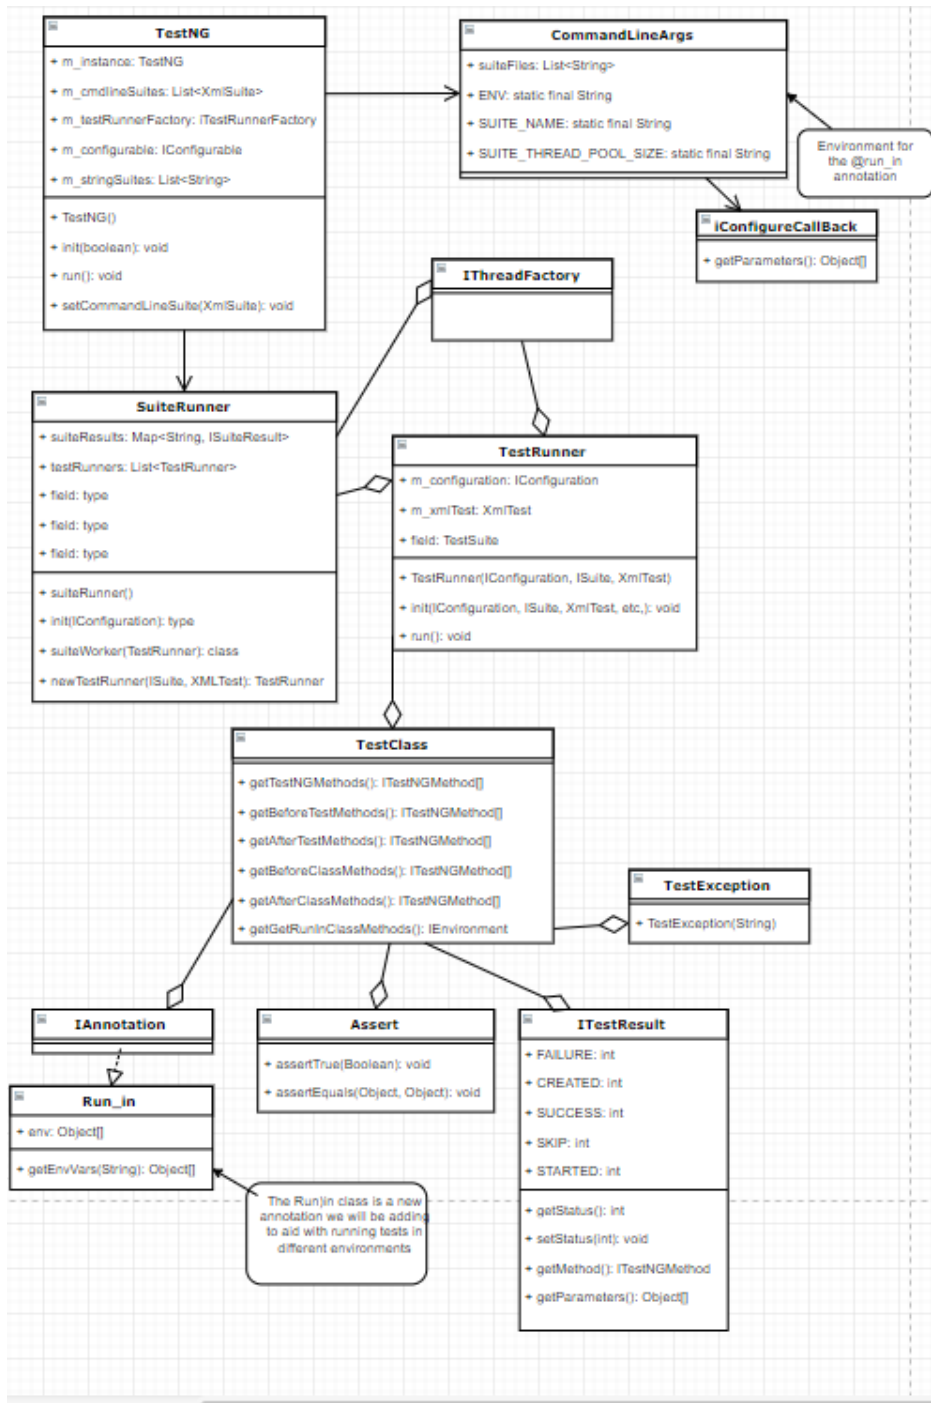 TestNG
+ m_instance: TestNG
+ m_cmdlineSuites: List<XmlSuite>
+ m_testRunnerFactory: iTestRunnerFactory
+ m_configurable: IConfigurable
+ m_stringSuites: List<String>
+ TestNG()
+ init(boolean): void
+ run(): void
+ setCommandLineSuite(XmlSuite): void
CommandLineArgs
+ suiteFiles: List<String>
+ ENV: static final String
+ SUITE_NAME: static final String
+ SUITE_THREAD_POOL_SIZE: static final String
Environment for
the @run_in
annotation
iConfigureCallBack
+ getParameters(): Object[]
IThreadFactory
SuiteRunner
+ suiteResults: Map<String, ISuiteResult>
+ testRunners: List<TestRunner>
+ field: type
+ field: type
+ field: type
+ suiteRunner()
+ init(IConfiguration): type
+ suiteWorker(TestRunner): class
+ newTestRunner(ISuite, XMLTest): TestRunner
TestRunner
+ m_configuration: IConfiguration
+ m_xmlTest: XmlTest
+ field: TestSuite
+ TestRunner(IConfiguration, ISuite, XmlTest)
+ init(IConfiguration, ISuite, XmlTest, etc,): void
+ run(): void
TestClass
+ getTestNGMethods(): ITestNGMethod[]
+ getBeforeTestMethods(): ITestNGMethod[]
+ getAfterTestMethods(): ITestNGMethod[]
+ getBeforeClassMethods(): ITestNGMethod[]
+ getAfterClassMethods(): ITestNGMethod[]
+ getGetRunInClassMethods(): IEnvironment
TestException
+ TestException(String)
IAnnotation
Run_in
+ env: Object[]
+ getEnvVars(String): Object[]
The Run)in class is a new
annotation we will be adding
to aid with running tests in
different environments
Assert
+ assertTrue(Boolean): void
+ assertEquals(Object, Object): void
ITestResult
+ FAILURE: int
+ CREATED: int
+ SUCCESS: int
+ SKIP: int
+ STARTED: int
+ getStatus(): int
+ setStatus(int): void
+ getMethod(): ITestNGMethod
+ getParameters(): Object[]